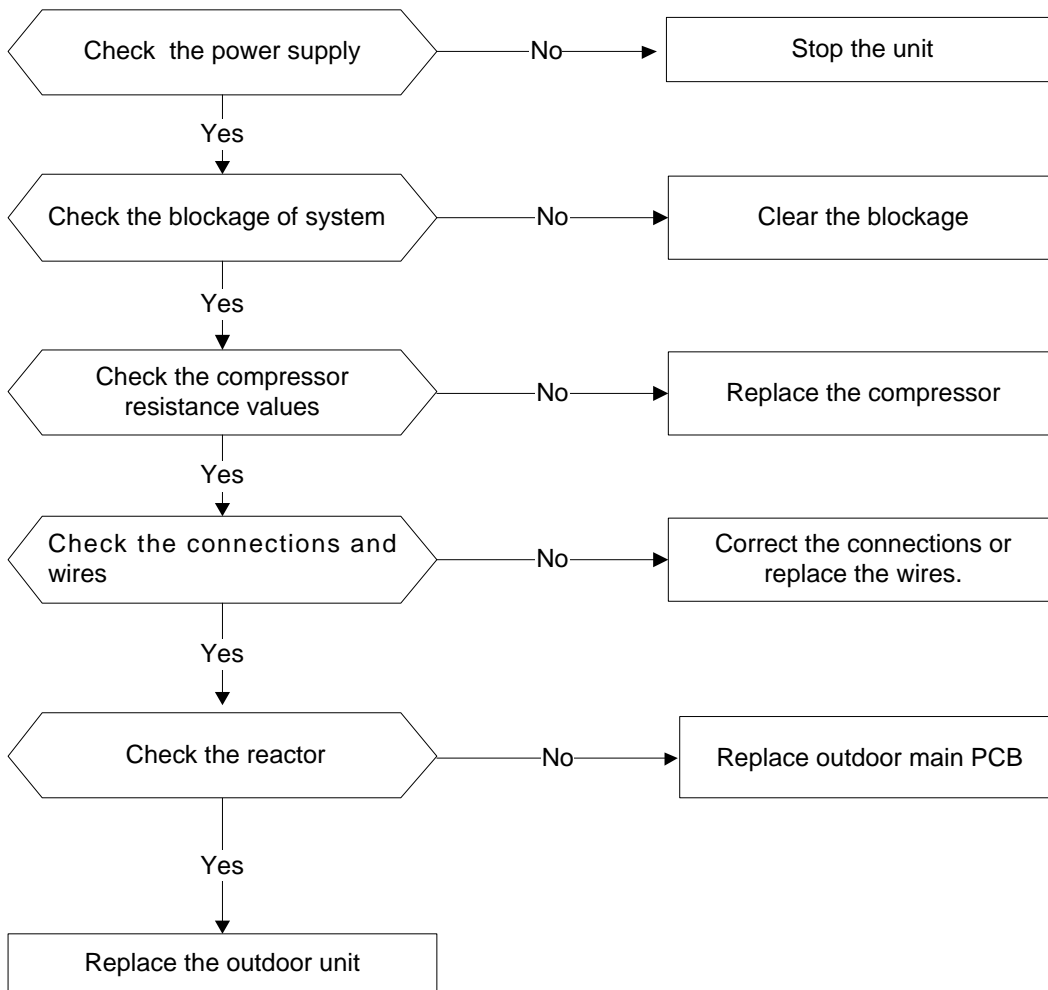 Check the power supply
No
Stop the unit
Yes
Check the blockage of system
No
Clear the blockage
Yes
Check the compressor
resistance values
No
Replace the compressor
Yes
Check the connections and
wires
No
Correct the connections or
replace the wires.
Yes
Check the reactor
No
Replace outdoor main PCB
Yes
Replace the outdoor unit